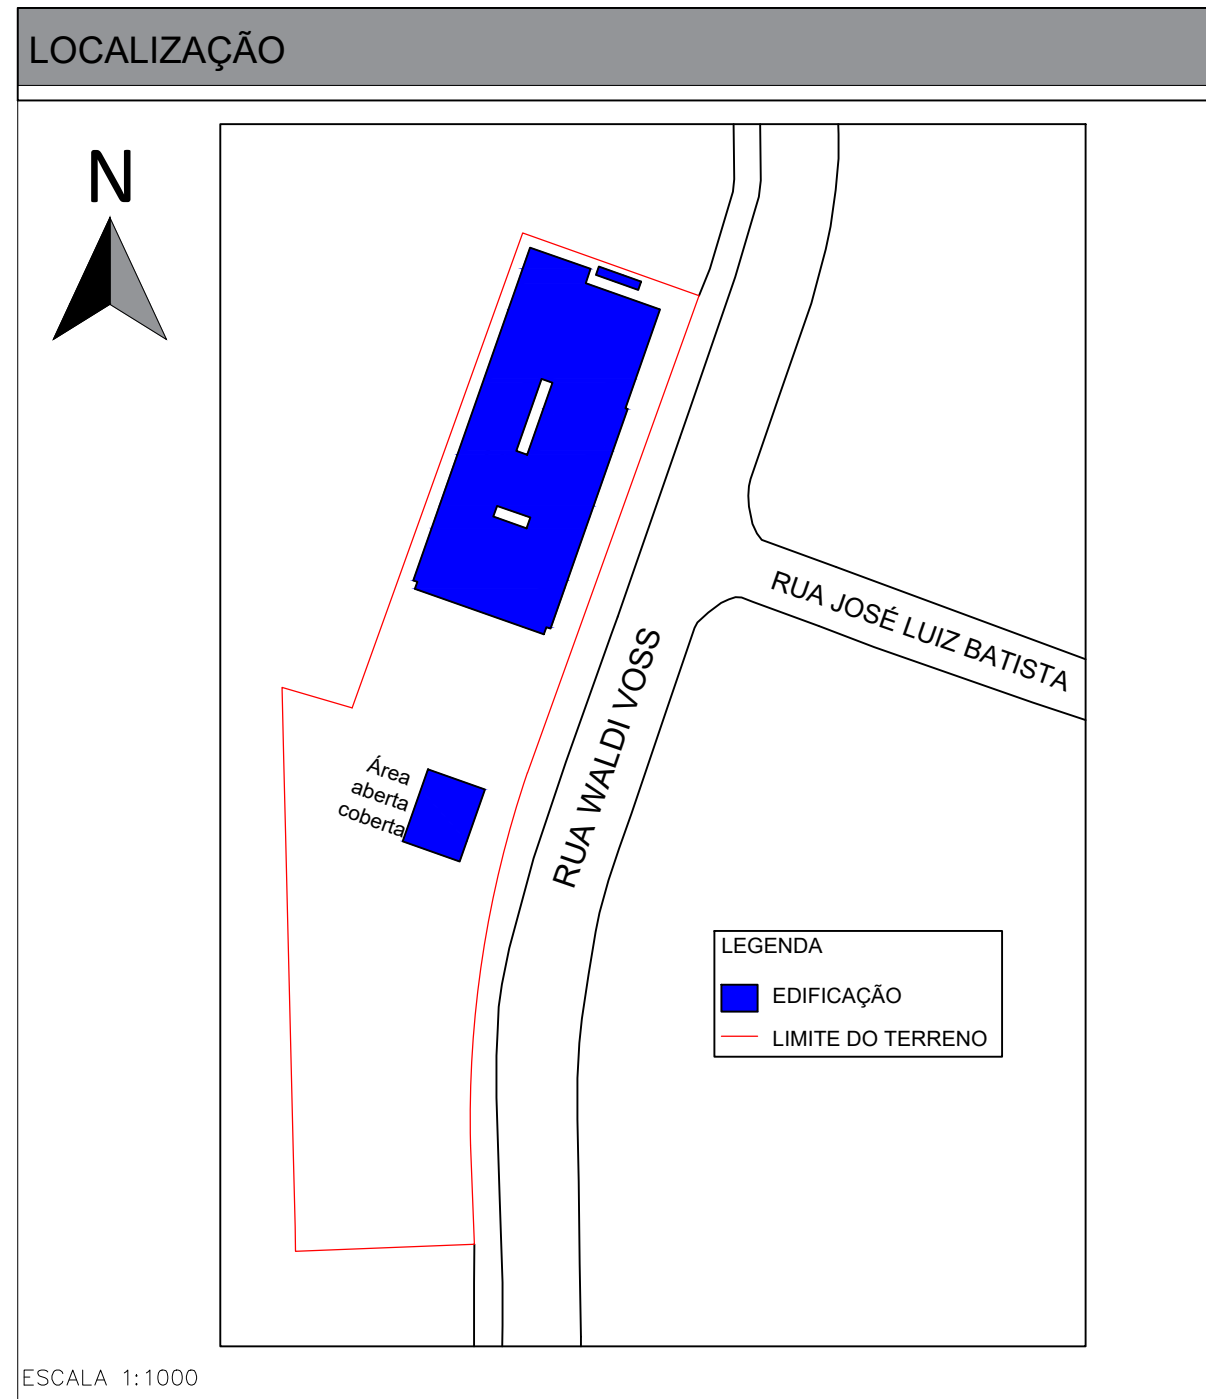 LOCALIZAÇÃO
N
RUA JOSÉ LUIZ BATISTA
RUA WALDI VOSS
Área
aberta
coberta
LEGENDA
EDIFICAÇÃO
LIMITE DO TERRENO
ESCALA 1:1000